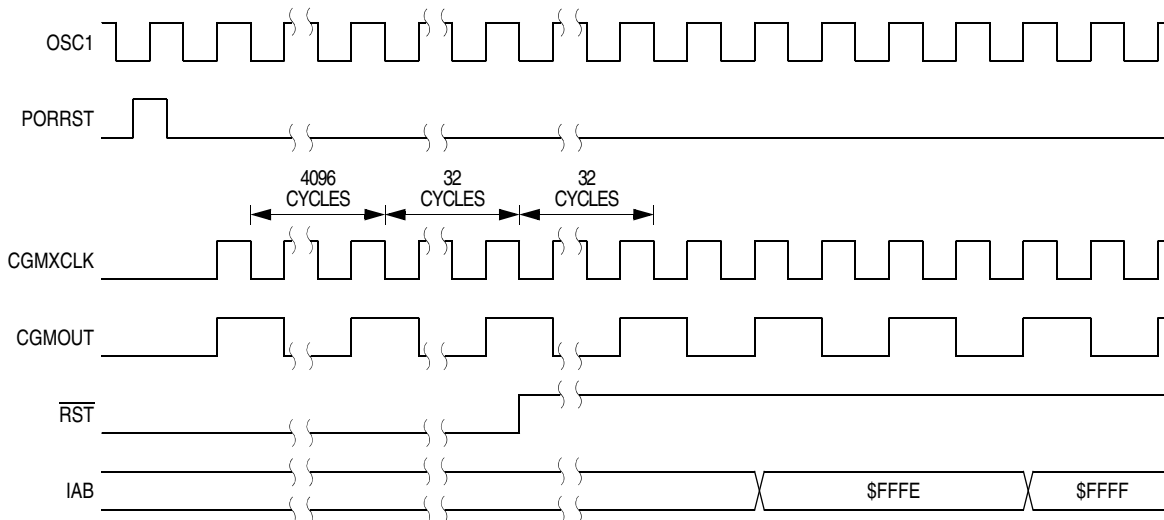 OSC1
PORRST
4096
CYCLES
32
CYCLES
32
CYCLES
CGMXCLK
CGMOUT
RST
IAB
$FFFE
$FFFF